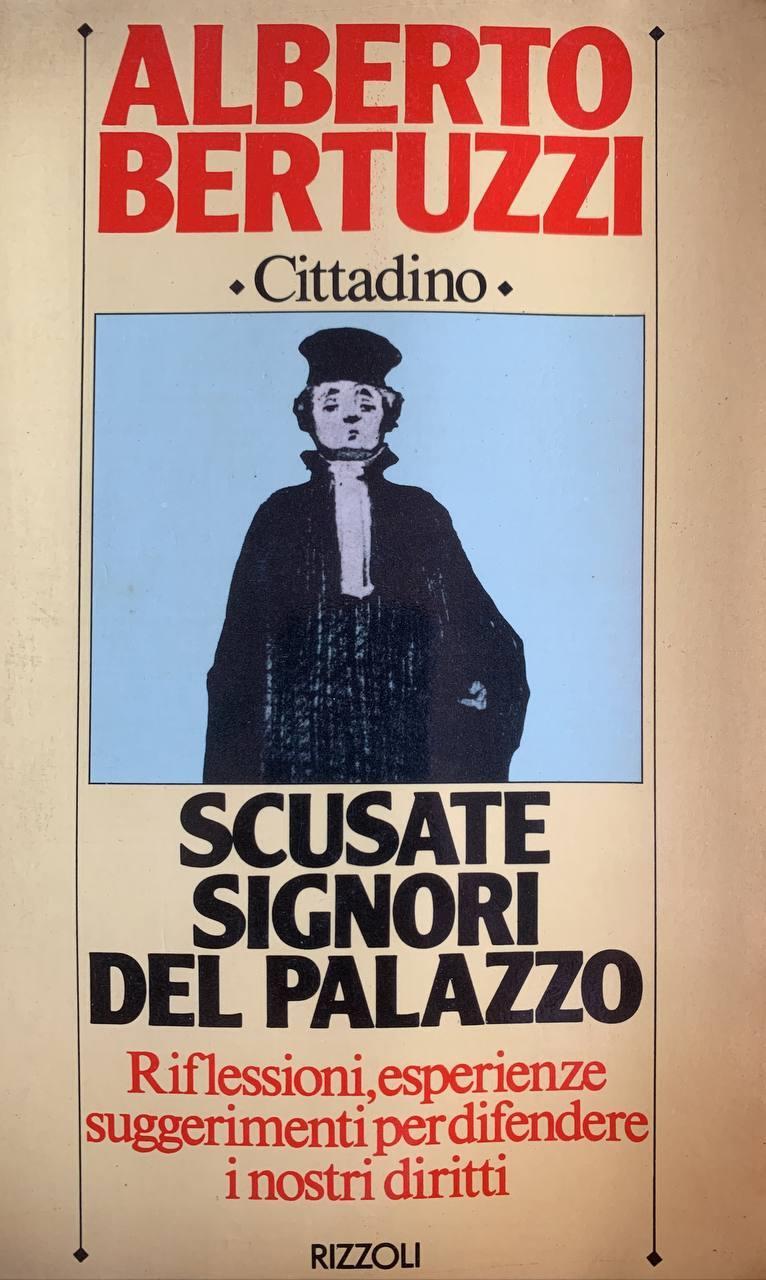 ALBERTO
BERTUZZI
Cittadino
SCUSATE
SIGNORI
DEL PALAZZO
Riflessioni, esperienze
suggerimenti per difendere
i nostri diritti
RIZZOLI